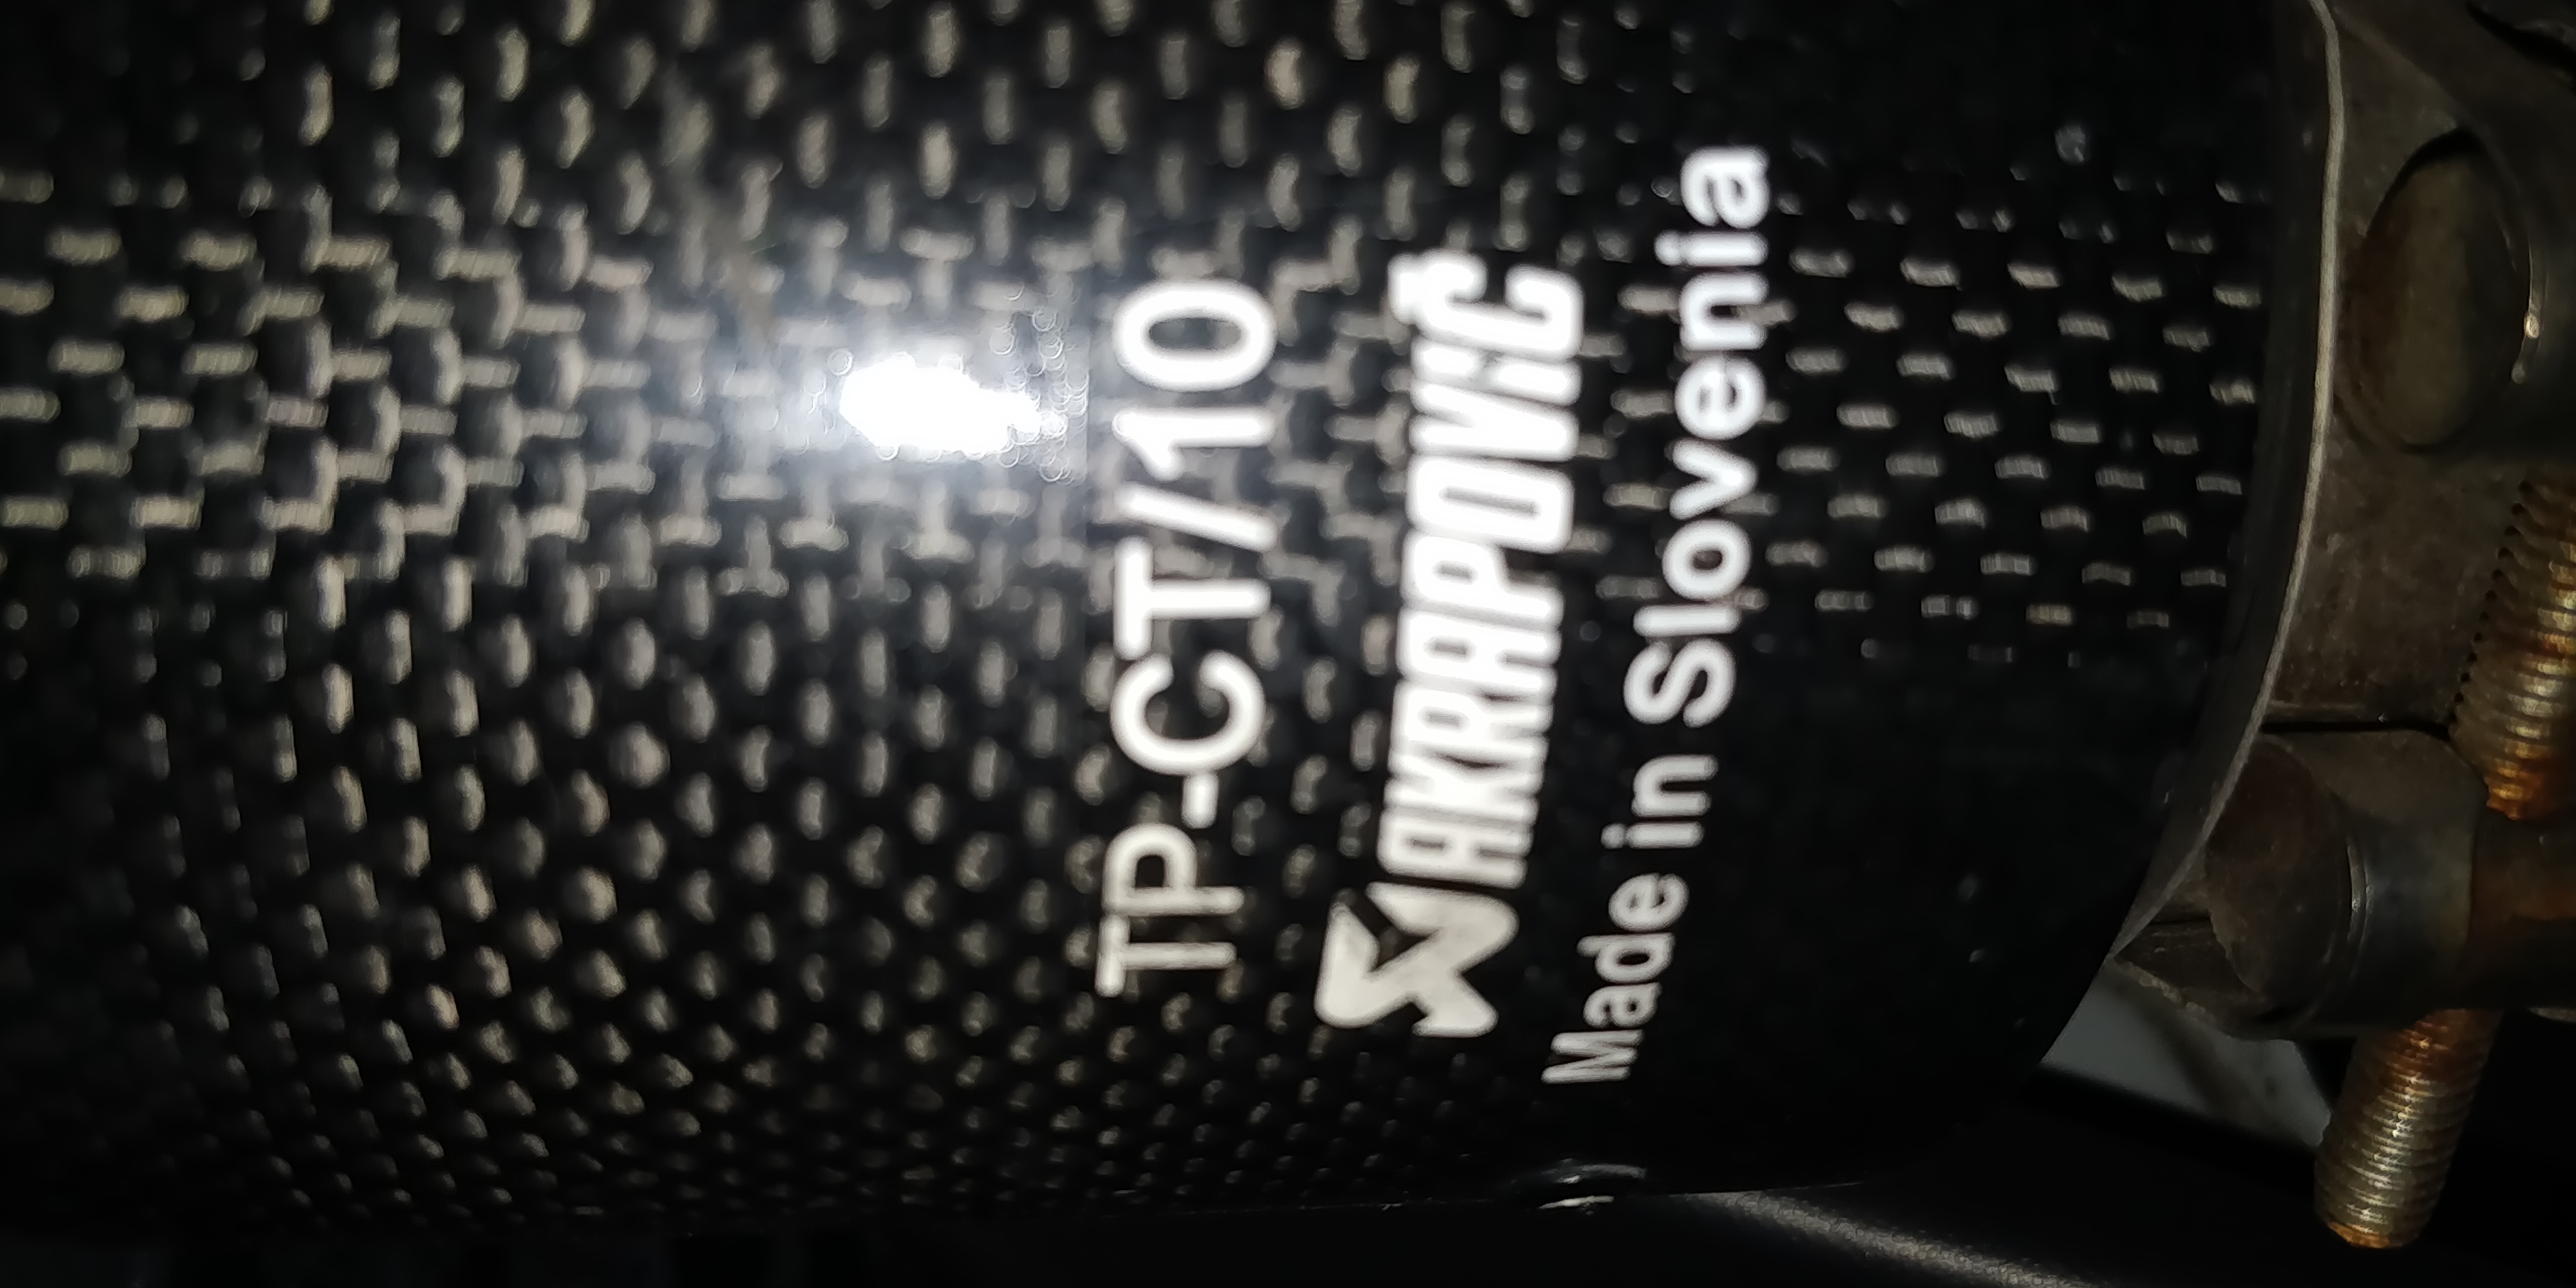 TP-CT/10
AKRAPOVIČ
Made in Slovenia